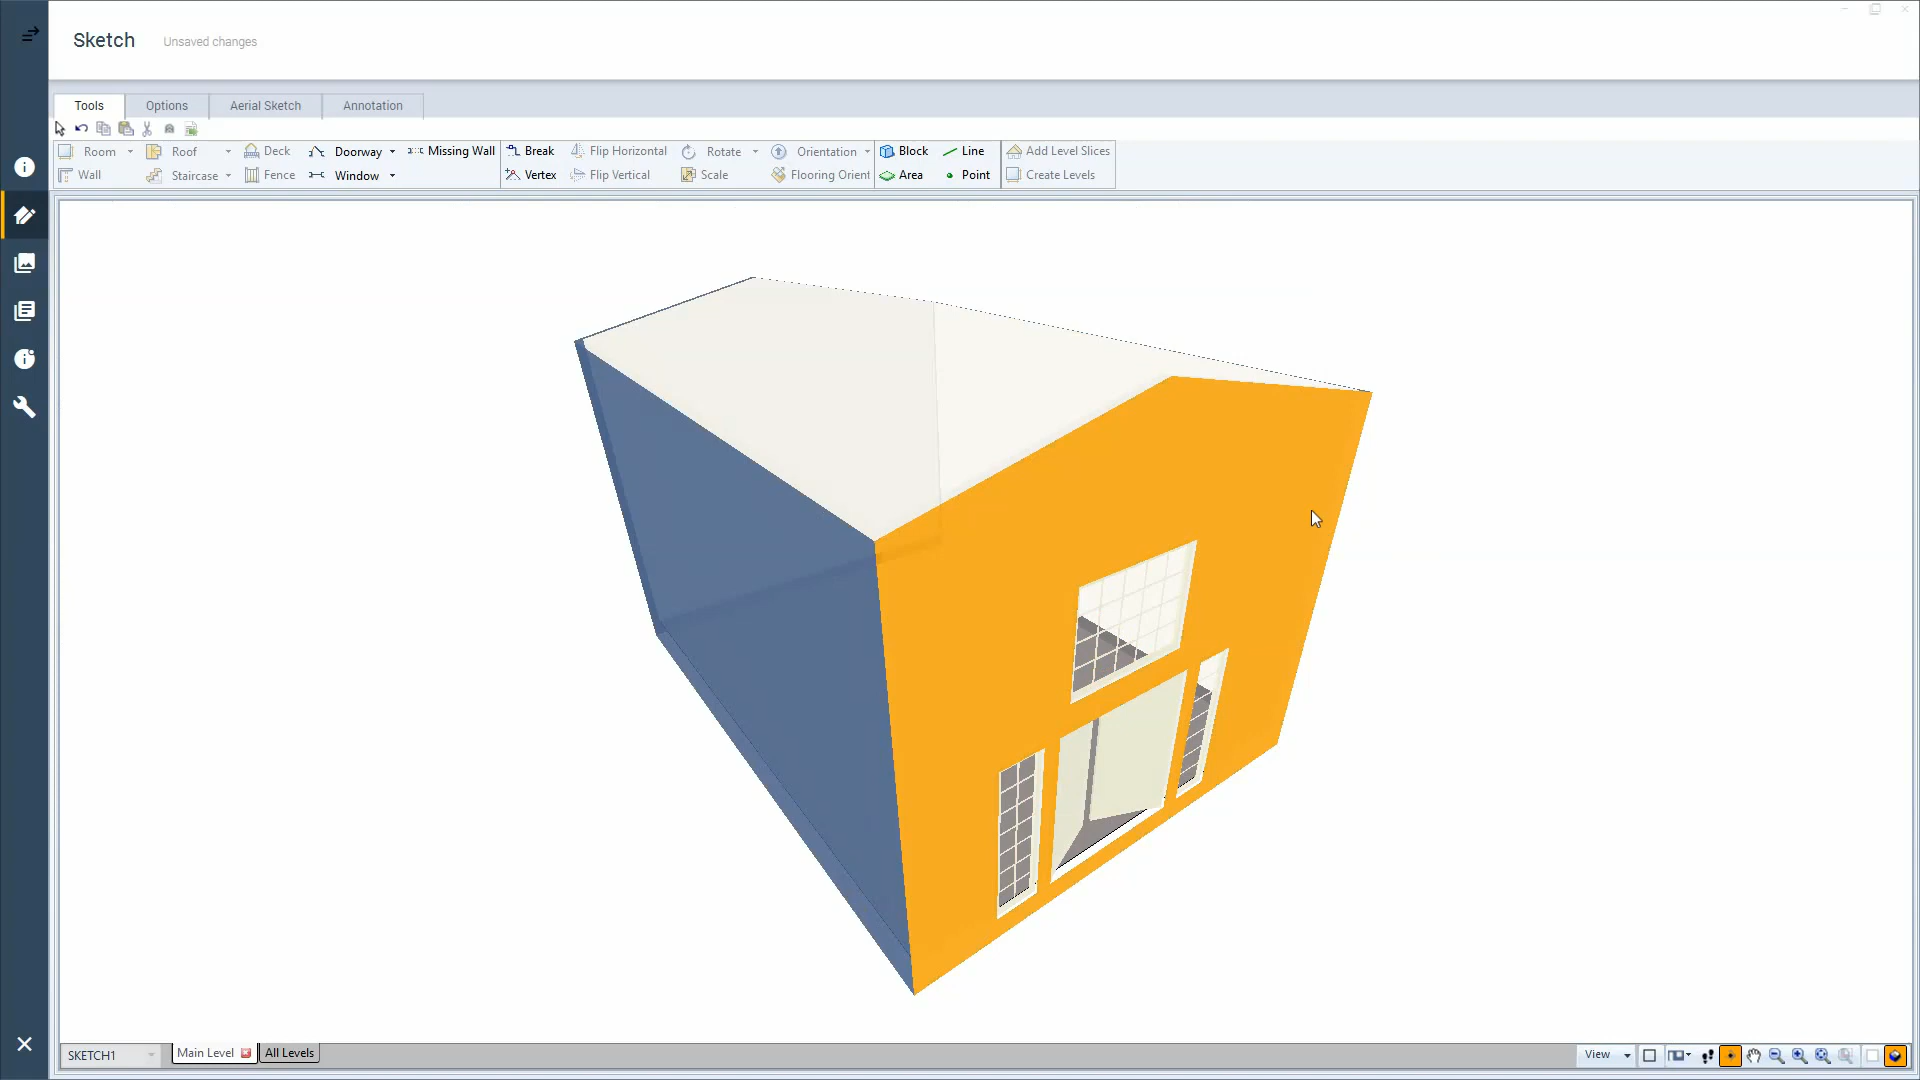 Sketch Unsaved changes
Tools Options Aerial Sketch Annotation
Room Roof Deck Doorway Missing Wall Break Flip Horizontal Rotate Orientation Block Line Add Level Slices
Wall Staircase Fence Window Vertex Flip Vertical Scale Flooring Orient Area Point Create Levels
SKETCH1 Main Level All Levels View